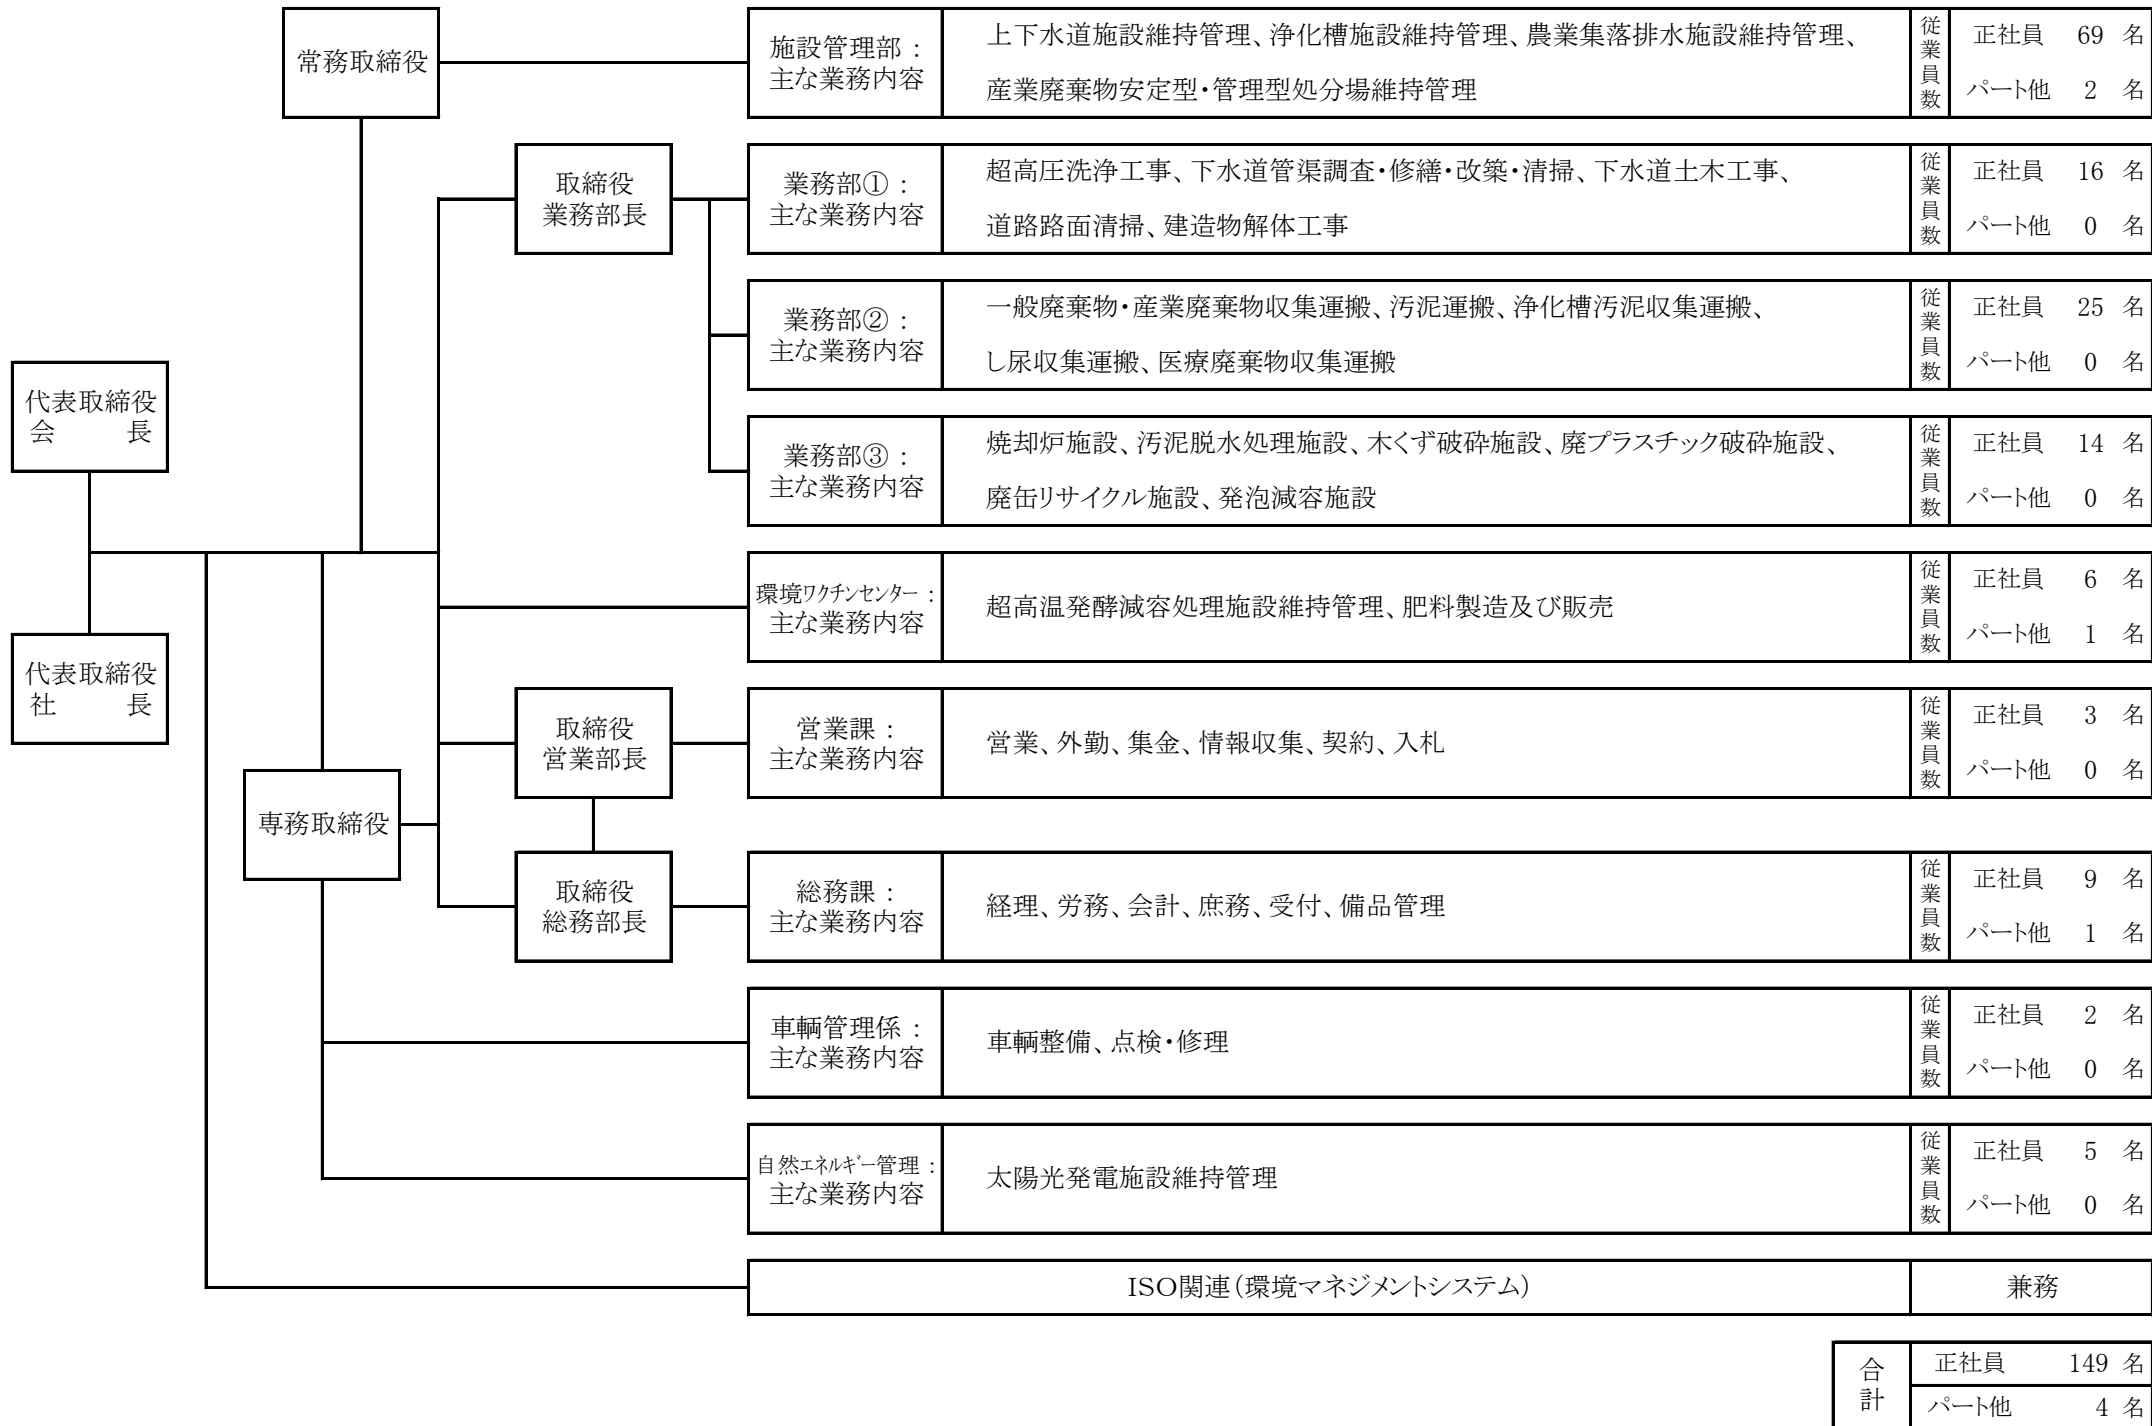 常務取締役
施設管理部：
主な業務内容
上下水道施設維持管理、浄化槽施設維持管理、農業集落排水施設維持管理、
産業廃棄物安定型・管理型処分場維持管理
従業員数
正社員 69 名
パート他 2 名
取締役
業務部長
業務部①：
主な業務内容
超高圧洗浄工事、下水道管渠調査・修繕・改築・清掃、下水道土木工事、
道路路面清掃、建造物解体工事
従業員数
正社員 16 名
パート他 0 名
業務部②：
主な業務内容
一般廃棄物・産業廃棄物収集運搬、汚泥運搬、浄化槽汚泥収集運搬、
し尿収集運搬、医療廃棄物収集運搬
従業員数
正社員 25 名
パート他 0 名
代表取締役
会 長
業務部③：
主な業務内容
焼却炉施設、汚泥脱水処理施設、木くず破砕施設、廃プラスチック破砕施設、
廃缶リサイクル施設、発泡減容施設
従業員数
正社員 14 名
パート他 0 名
環境ワクチンセンター：
主な業務内容
超高温発酵減容処理施設維持管理、肥料製造及び販売
従業員数
正社員 6 名
パート他 1 名
代表取締役
社 長
取締役
営業部長
営業課：
主な業務内容
営業、外勤、集金、情報収集、契約、入札
従業員数
正社員 3 名
パート他 0 名
専務取締役
取締役
総務部長
総務課：
主な業務内容
経理、労務、会計、庶務、受付、備品管理
従業員数
正社員 9 名
パート他 1 名
車輌管理係：
主な業務内容
車輌整備、点検・修理
従業員数
正社員 2 名
パート他 0 名
自然エネルギー管理：
主な業務内容
太陽光発電施設維持管理
従業員数
正社員 5 名
パート他 0 名
ISO関連（環境マネジメントシステム）
兼務
合計
正社員 149 名
パート他 4 名